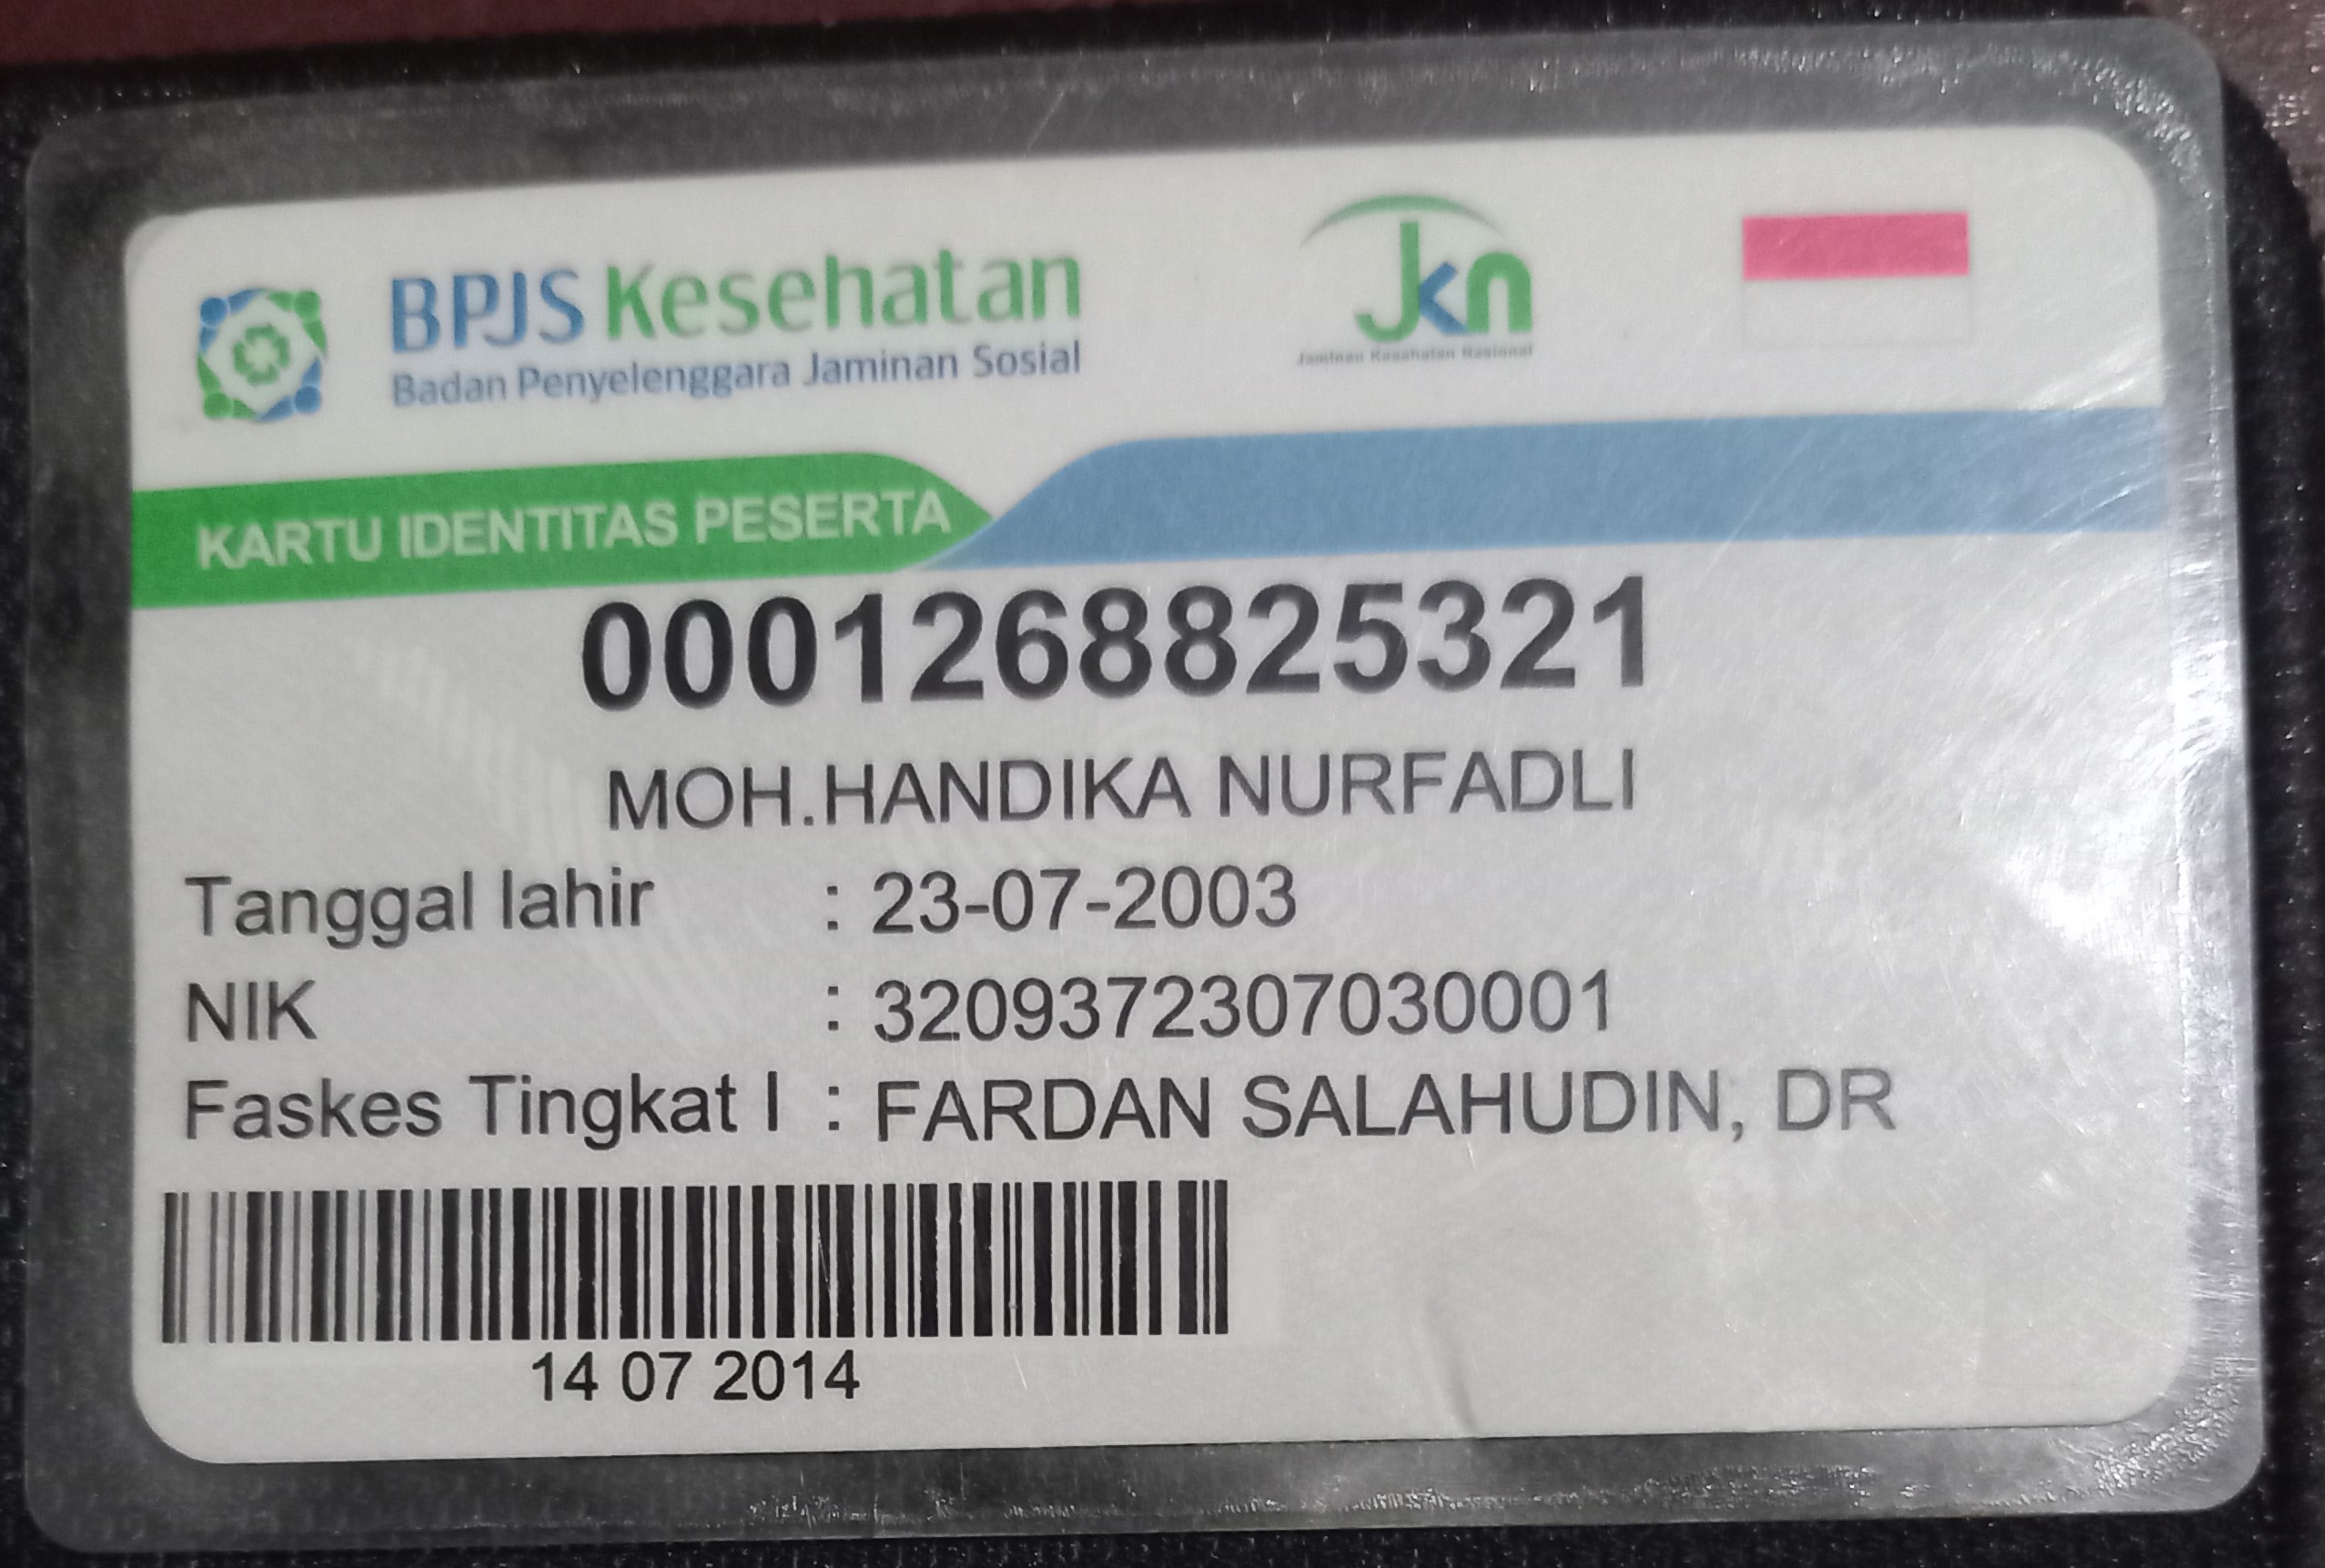 BPJS Kesehatan
Badan Penyelenggara Jaminan Sosial
Jkn
Jaminan Kesehatan Nasional
KARTU IDENTITAS PESERTA
0001268825321
MOH.HANDIKA NURFADLI
Tanggal lahir : 23-07-2003
NIK : 3209372307030001
Faskes Tingkat I : FARDAN SALAHUDIN, DR
14 07 2014